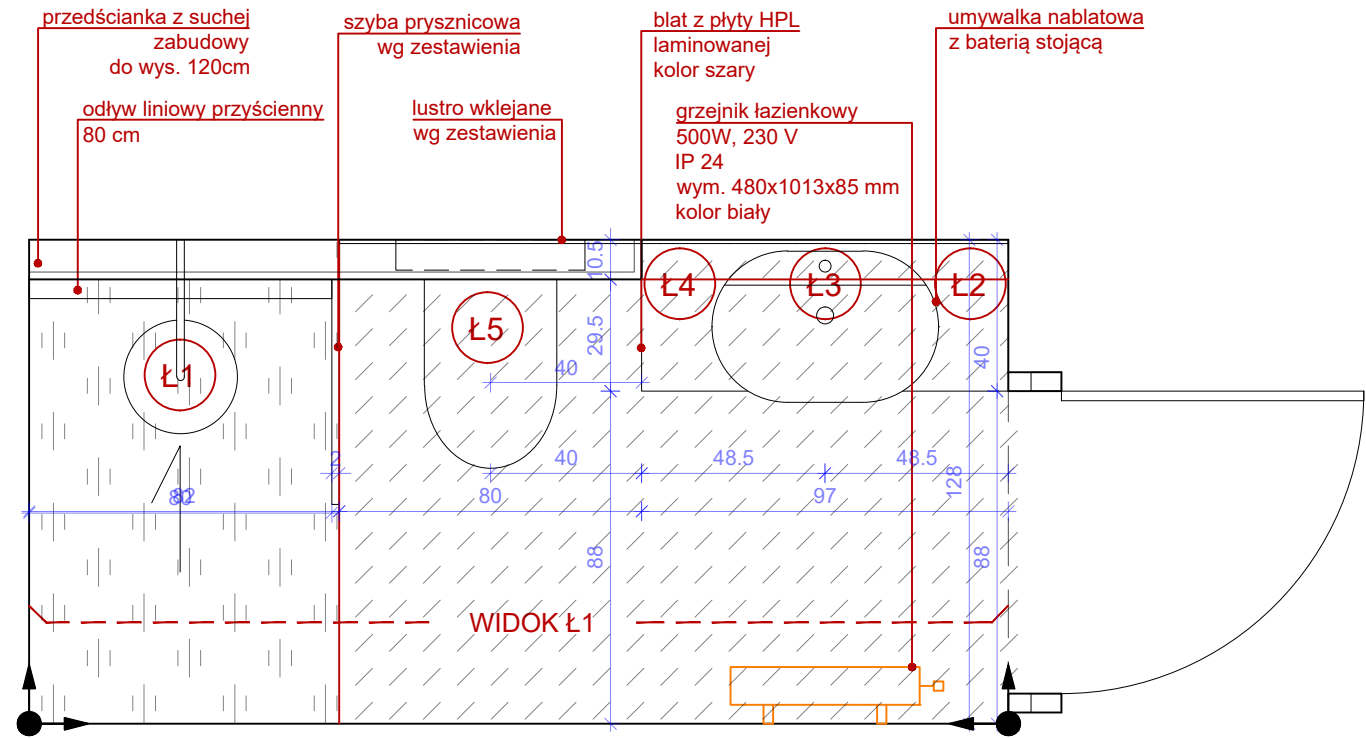 przedścianka z suchej
zabudowy
do wys. 120cm
szyba prysznicowa
wg zestawienia
blat z płyty HPL
laminowanej
kolor szary
umywalka nablatowa
z baterią stojącą
odływ liniowy przyścienny
80 cm
lustro wklejane
wg zestawienia
grzejnik łazienkowy
500W, 230 V
IP 24
wym. 480x1013x85 mm
kolor biały
10.5
Ł4
Ł3
Ł2
Ł5
29.5
40
40
Ł1
2
40
48.5
48.5
128
80
82
80
97
88
88
WIDOK Ł1